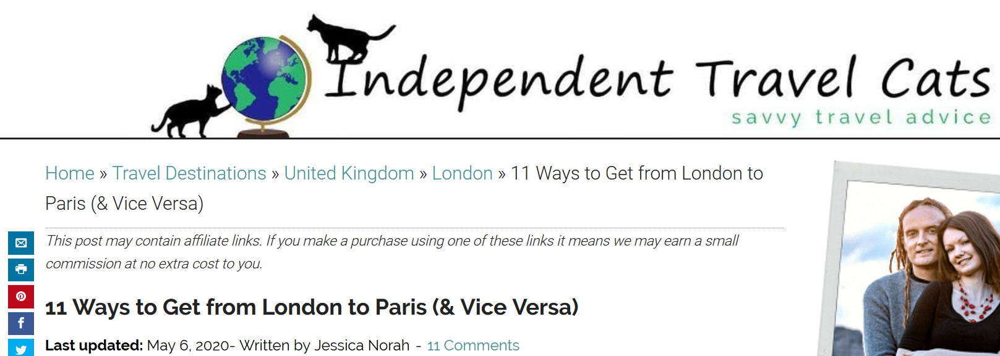 Independent Travel Cats
savvy travel advice
Home » Travel Destinations » United Kingdom » London » 11 Ways to Get from London to
Paris (& Vice Versa)
This post may contain affiliate links. If you make a purchase using one of these links it means we may earn a small
commission at no extra cost to you.
11 Ways to Get from London to Paris (& Vice Versa)
Last updated: May 6, 2020- Written by Jessica Norah - 11 Comments